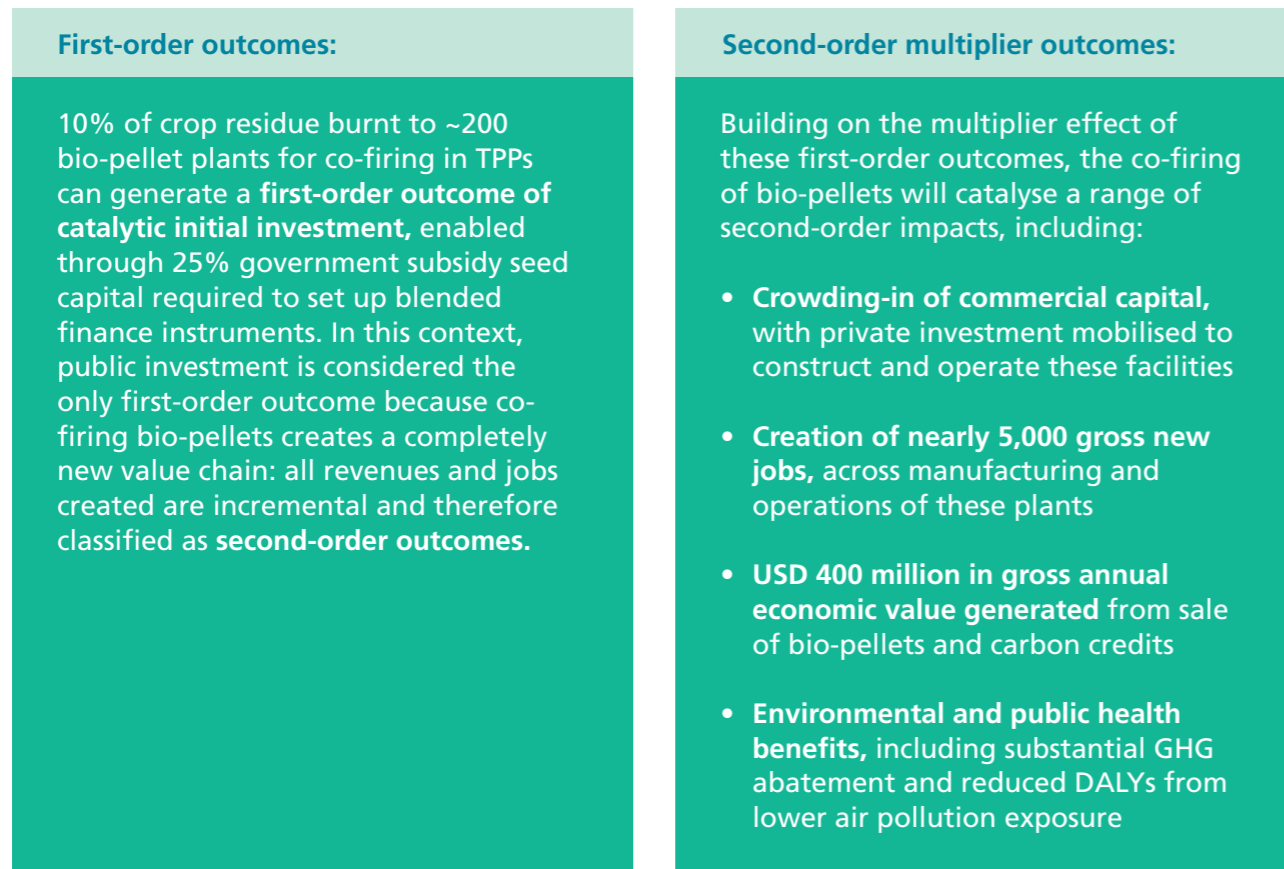 First-order outcomes:
10% of crop residue burnt to ~200
bio-pellet plants for co-firing in TPPs
can generate a first-order outcome of
catalytic initial investment, enabled
through 25% government subsidy seed
capital required to set up blended
finance instruments. In this context,
public investment is considered the
only first-order outcome because co-
firing bio-pellets creates a completely
new value chain: all revenues and jobs
created are incremental and therefore
classified as second-order outcomes.
Second-order multiplier outcomes:
Building on the multiplier effect of
these first-order outcomes, the co-firing
of bio-pellets will catalyse a range of
second-order impacts, including:
• Crowding-in of commercial capital,
with private investment mobilised to
construct and operate these facilities
• Creation of nearly 5,000 gross new
jobs, across manufacturing and
operations of these plants
• USD 400 million in gross annual
economic value generated from sale
of bio-pellets and carbon credits
• Environmental and public health
benefits, including substantial GHG
abatement and reduced DALYs from
lower air pollution exposure